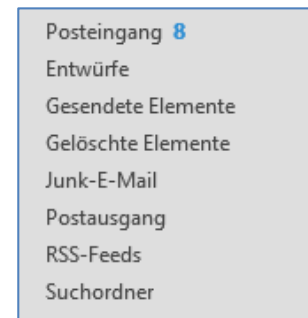 Posteingang 8
Entwürfe
Gesendete Elemente
Gelöschte Elemente
Junk-E-Mail
Postausgang
RSS-Feeds
Suchordner